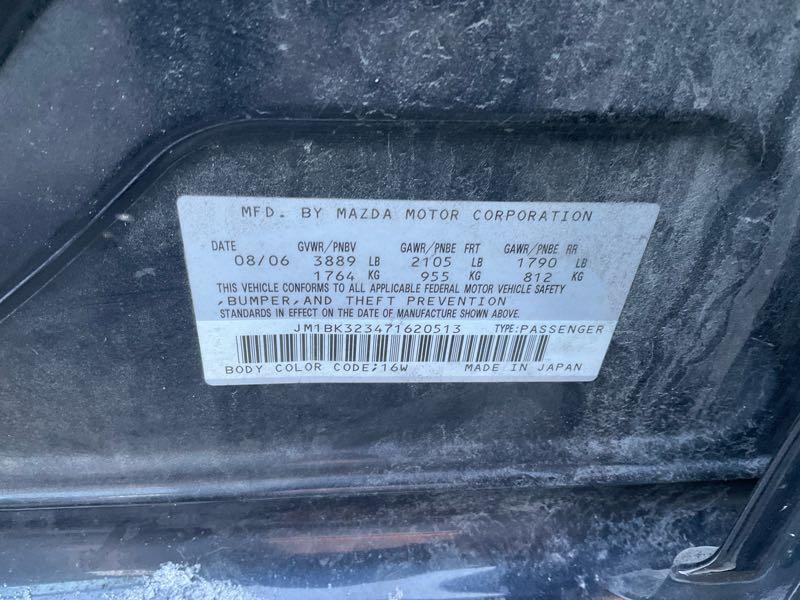 MFD. BY MAZDA MOTOR CORPORATION
DATE GVWR/PNBV GAWR/PNBE FRT GAWR/PNBE RR
08/06 3889 LB 2105 LB 1790 LB
1764 KG 955 KG 812 KG
THIS VEHICLE CONFORMS TO ALL APPLICABLE FEDERAL MOTOR VEHICLE SAFETY
,BUMPER,AND THEFT PREVENTION
STANDARDS IN EFFECT ON THE DATE OF MANUFACTURE SHOWN ABOVE.
JM1BK323471620513 TYPE:PASSENGER
BODY COLOR CODE;16W MADE IN JAPAN